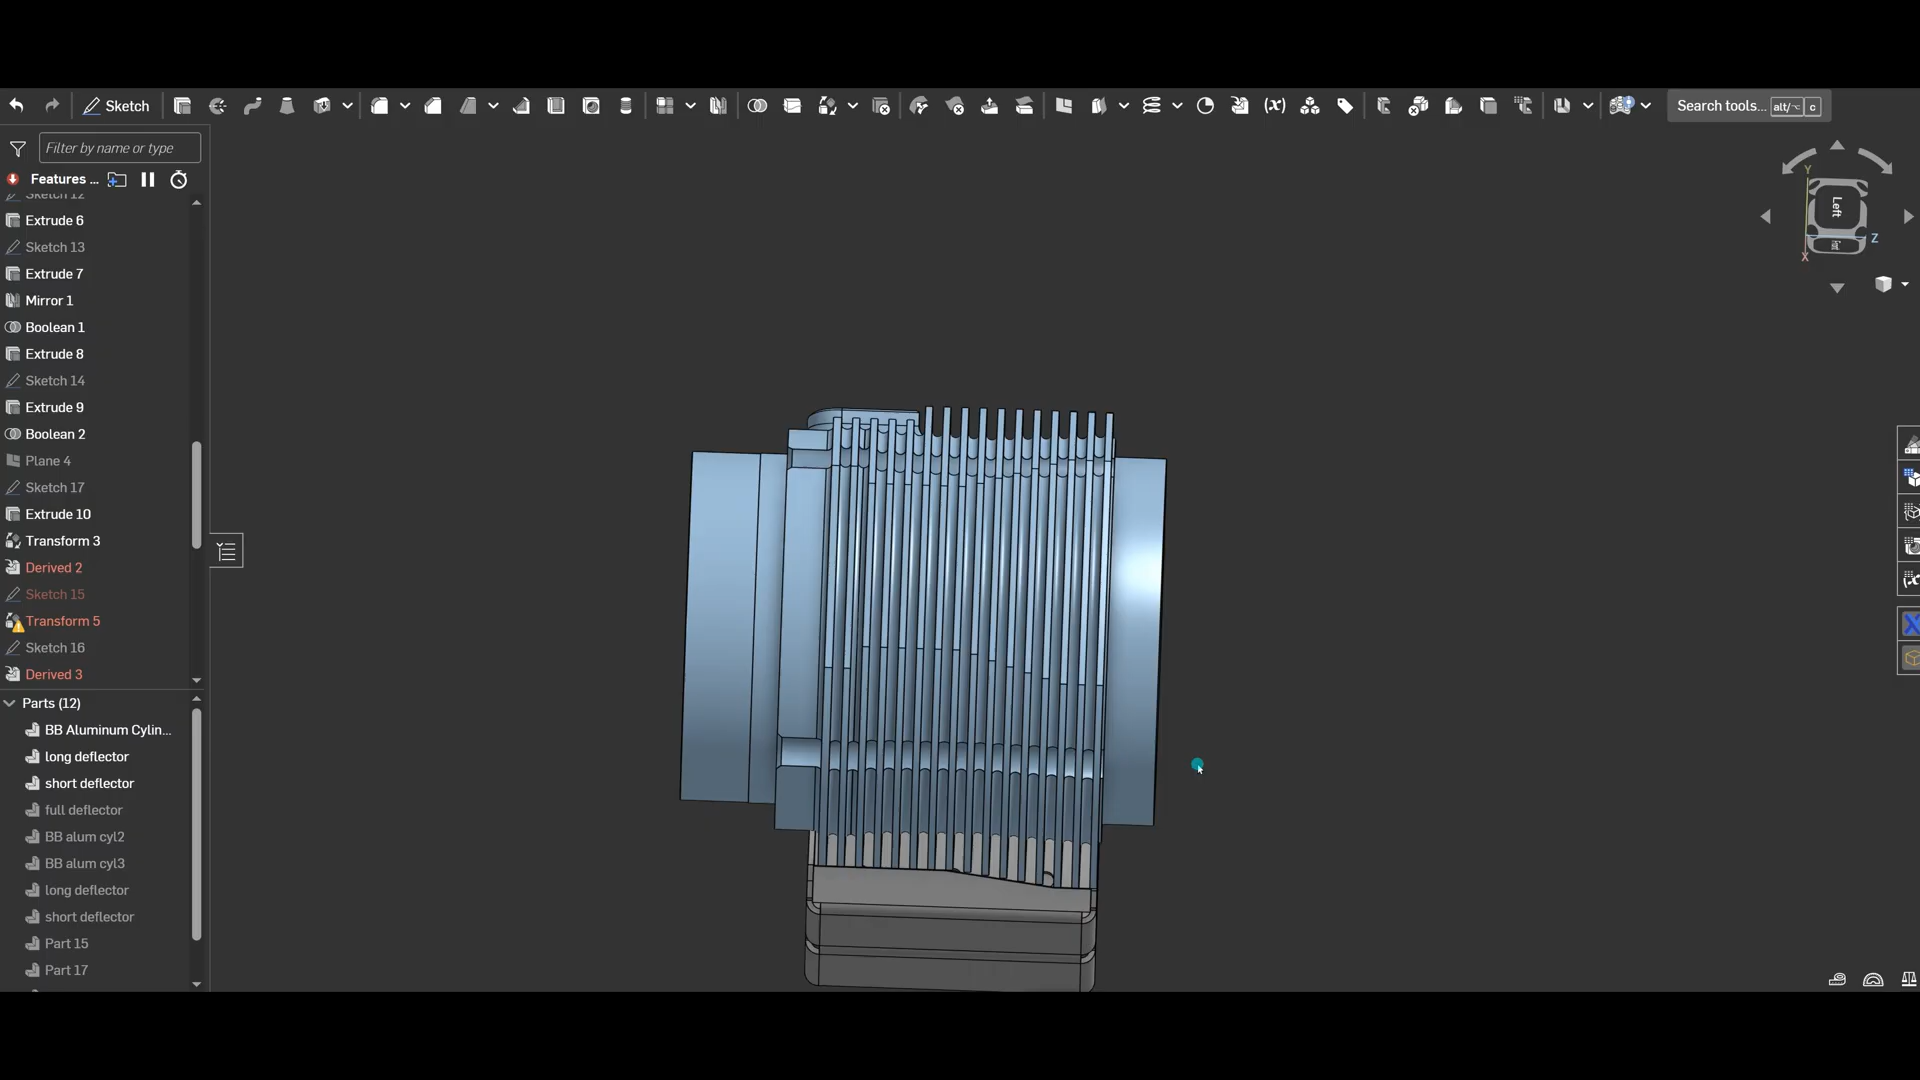 Sketch
Search tools... alt/⌥ c
Filter by name or type
Features ...
Sketch 12
Extrude 6
Sketch 13
Extrude 7
Mirror 1
Boolean 1
Extrude 8
Sketch 14
Extrude 9
Boolean 2
Plane 4
Sketch 17
Extrude 10
Transform 3
Derived 2
Sketch 15
Transform 5
Sketch 16
Derived 3
Parts (12)
BB Aluminum Cylin...
long deflector
short deflector
full deflector
BB alum cyl2
BB alum cyl3
long deflector
short deflector
Part 15
Part 17
Y
Left
Z
X